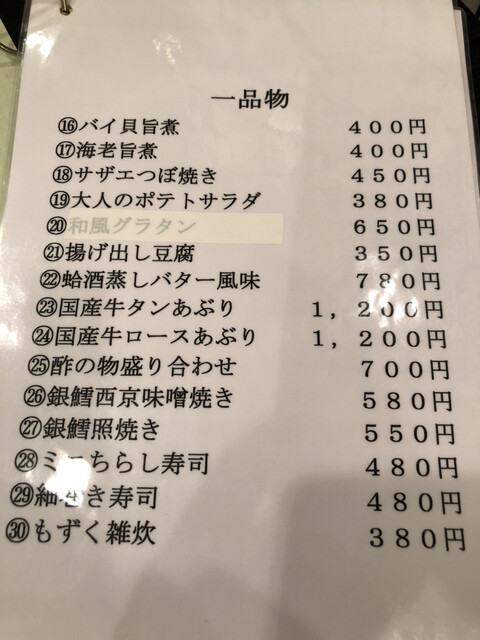 一品物
⑯バイ貝旨煮 ４００円
⑰海老旨煮 ４００円
⑱サザエつぼ焼き ４５０円
⑲大人のポテトサラダ ３８０円
⑳和風グラタン ６５０円
㉑揚げ出し豆腐 ３５０円
㉒蛤酒蒸しバター風味 ７８０円
㉓国産牛タンあぶり １，２００円
㉔国産牛ロースあぶり １，２００円
㉕酢の物盛り合わせ ７００円
㉖銀鱈西京味噌焼き ５８０円
㉗銀鱈照焼き ５５０円
㉘ミニちらし寿司 ４８０円
㉙細巻き寿司 ４８０円
㉚もずく雑炊 ３８０円